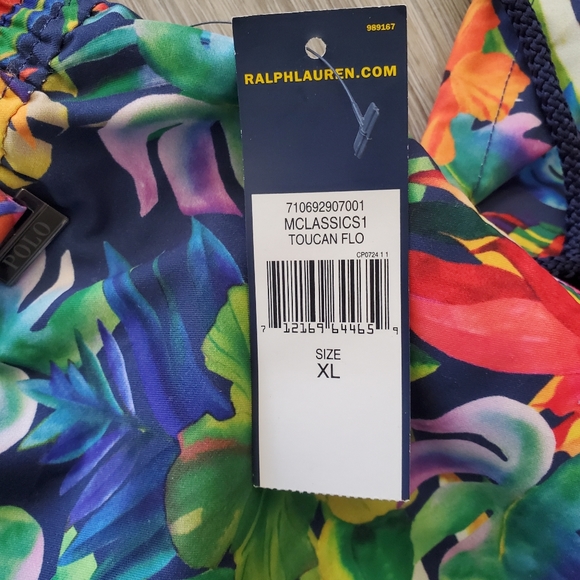 989167
RALPHLAUREN.COM
710692907001
MCLASSICS1
TOUCAN FLO
CP0724 1 1
7 12169 64465 9
SIZE
XL
POLO